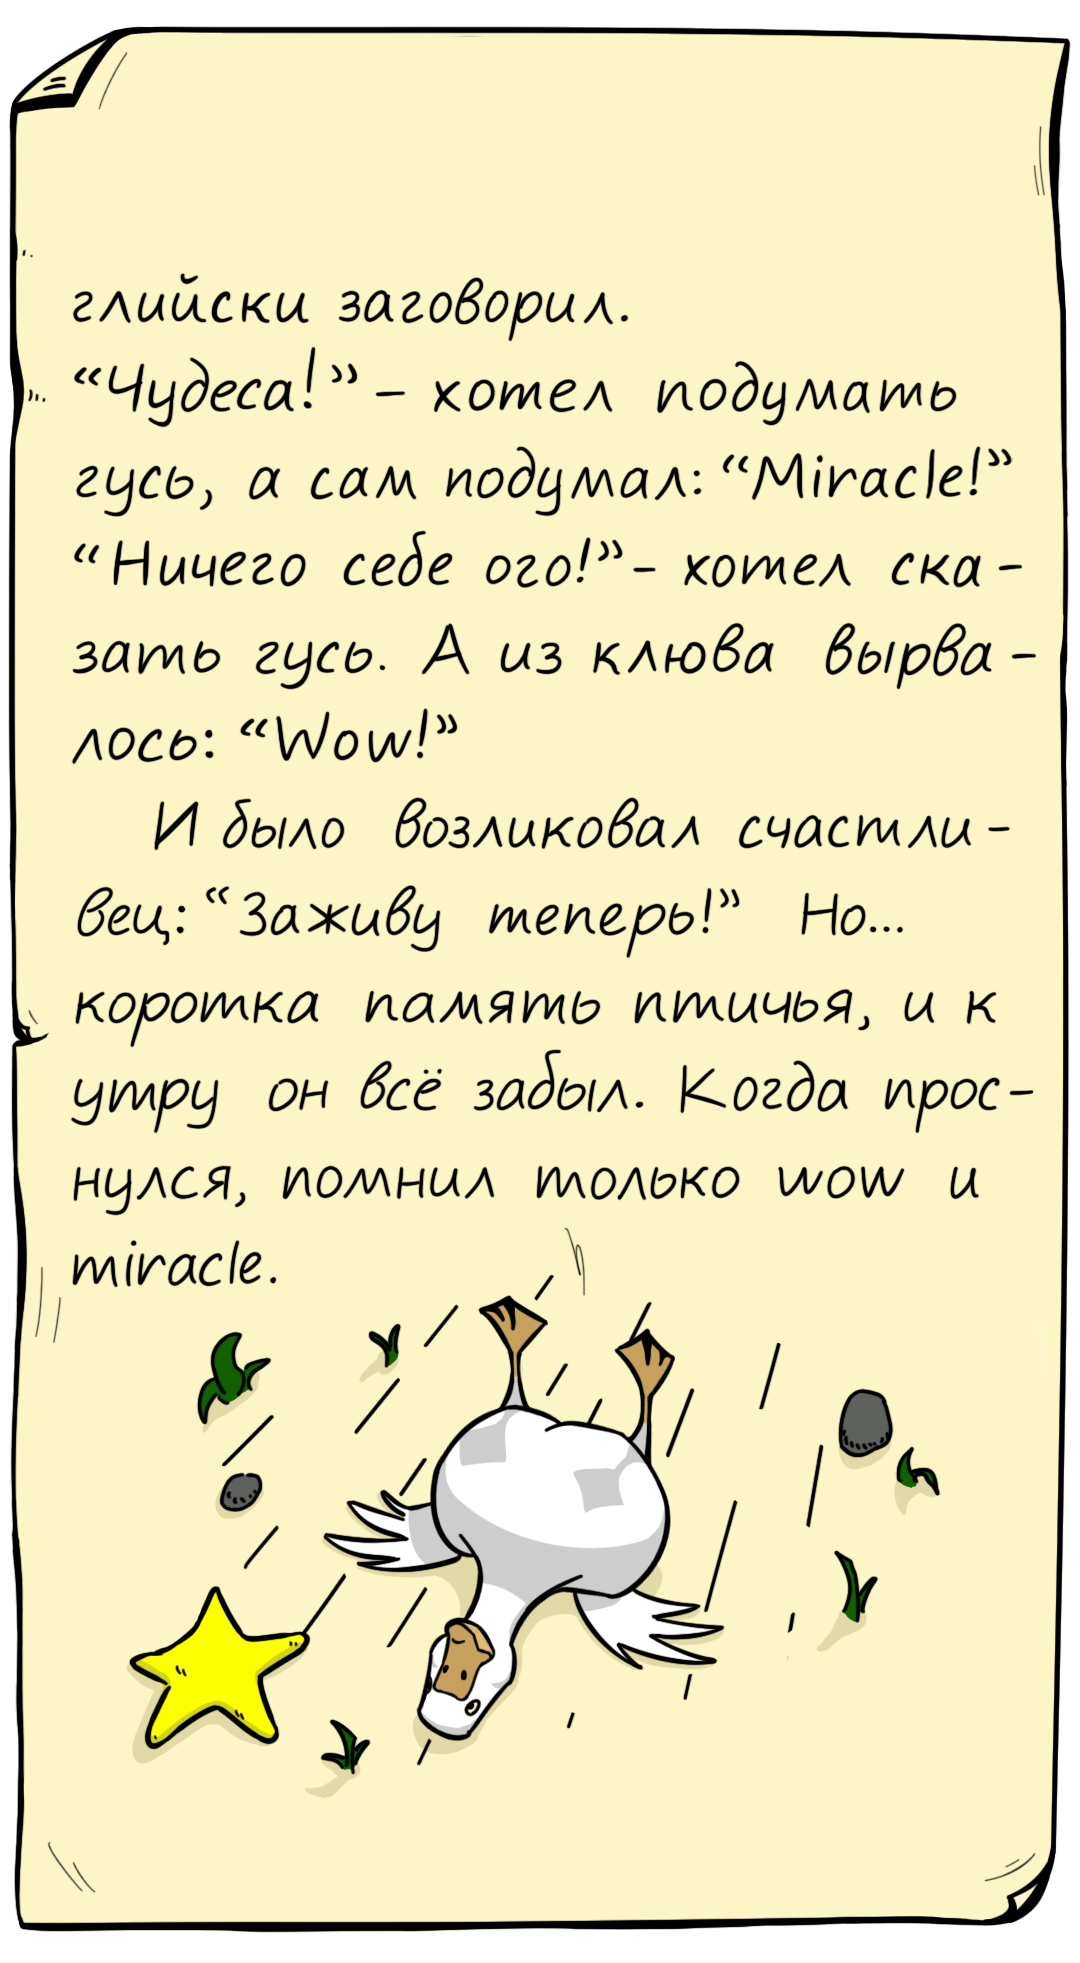 глийски заговорил.
“Чудеса!” – хотел подумать
гусь, а сам подумал: “Miracle!”
“Ничего себе ого!” – хотел ска-
зать гусь. А из клюва вырва-
лось: “Wow!”
И было возликовал счастли-
вец: “Заживу теперь!” Но...
коротка память птичья, и к
утру он всё забыл. Когда прос-
нулся, помнил только wow и
miracle.